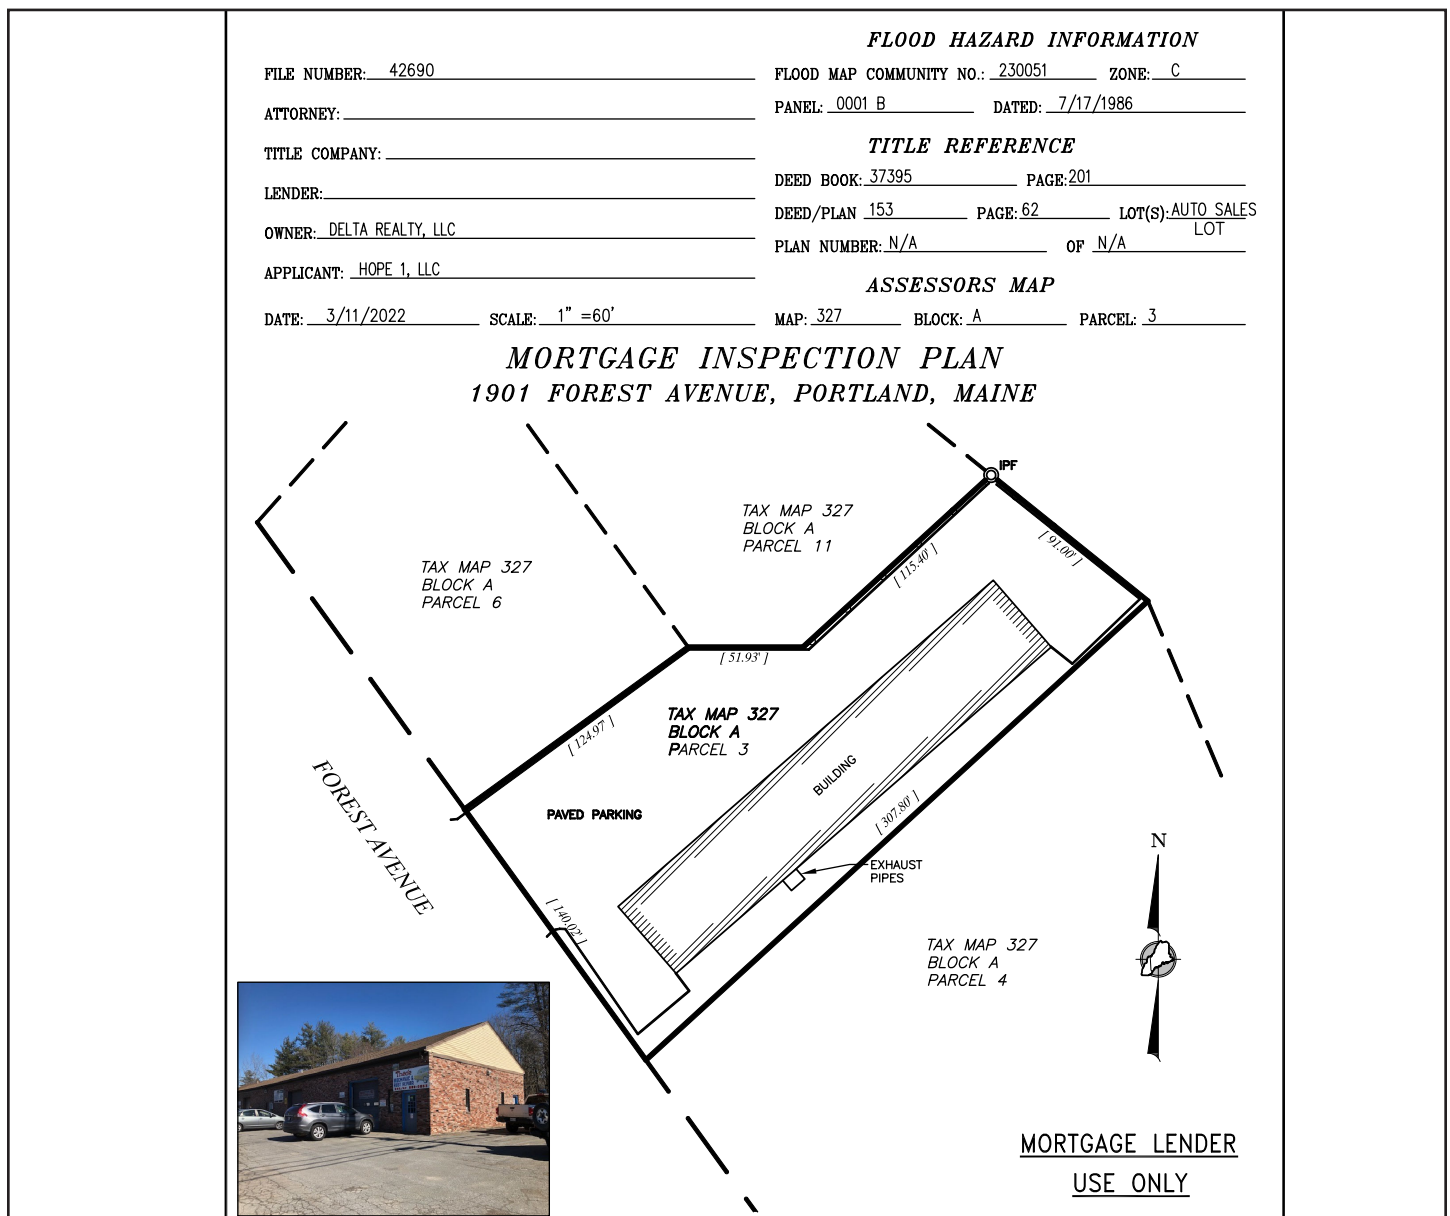 FLOOD HAZARD INFORMATION
FILE NUMBER: 42690
FLOOD MAP COMMUNITY NO.: 230051 ZONE: C
ATTORNEY:
PANEL: 0001 B DATED: 7/17/1986
TITLE COMPANY:
TITLE REFERENCE
LENDER:
DEED BOOK: 37395 PAGE: 201
DEED/PLAN 153 PAGE: 62 LOT(S): AUTO SALES
LOT
OWNER: DELTA REALTY, LLC
PLAN NUMBER: N/A OF N/A
APPLICANT: HOPE 1, LLC
ASSESSORS MAP
DATE: 3/11/2022 SCALE: 1" =60'
MAP: 327 BLOCK: A PARCEL: 3
MORTGAGE INSPECTION PLAN
1901 FOREST AVENUE, PORTLAND, MAINE
IPF
TAX MAP 327
BLOCK A
PARCEL 11
[ 91.00' ]
[ 115.40' ]
TAX MAP 327
BLOCK A
PARCEL 6
[ 51.93' ]
TAX MAP 327
BLOCK A
PARCEL 3
[ 124.97' ]
BUILDING
FOREST AVENUE
PAVED PARKING
[ 307.80' ]
EXHAUST
PIPES
N
[ 140.02' ]
TAX MAP 327
BLOCK A
PARCEL 4
MORTGAGE LENDER
USE ONLY